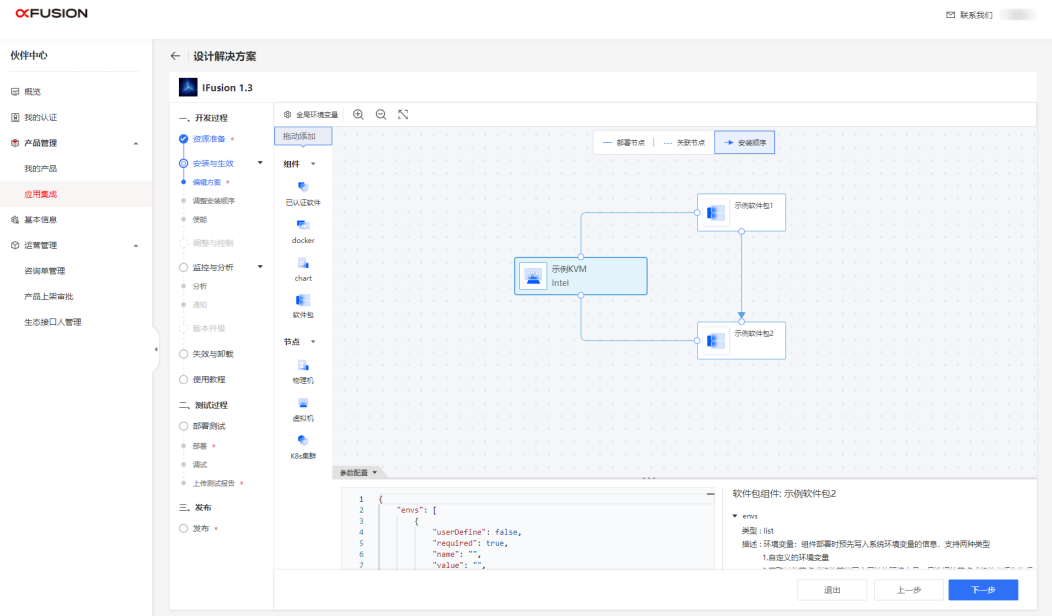 XFUSION
联系我们
伙伴中心
概览
我的认证
产品管理
我的产品
应用集成
基本信息
运营管理
咨询单管理
产品上架审批
生态接口人管理
设计解决方案
IFusion 1.3
一、开发过程
资源准备 *
安装与生效
编辑方案 *
调整安装顺序
使能
调整与控制
监控与分析
分析
通知
版本升级
失效与卸载
使用教程
二、测试过程
部署测试
部署 *
调试
上传测试报告 *
三、发布
发布 *
全局环境变量
拖动添加
组件
已认证软件
docker
chart
软件包
节点
物理机
虚拟机
K8s集群
部署节点
关联节点
安装顺序
示例软件包1
示例KVM
Intel
示例软件包2
参数配置
1 {
2 "envs": [
3 {
4 "userDefine": false,
5 "required": true,
6 "name": "",
7 "value": "",
软件包组件: 示例软件包2
envs
类型 : list
描述 : 环境变量：组件部署时预先写入系统环境变量的信息，支持两种类型
1.自定义的环境变量
退出
上一步
下一步